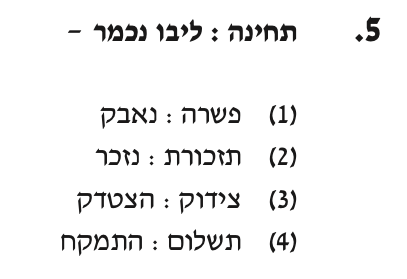 5. תחינה : ליבו נכמר –
(1) פשרה : נאבק
(2) תזכורת : נזכר
(3) צידוק : הצטדק
(4) תשלום : התמקח